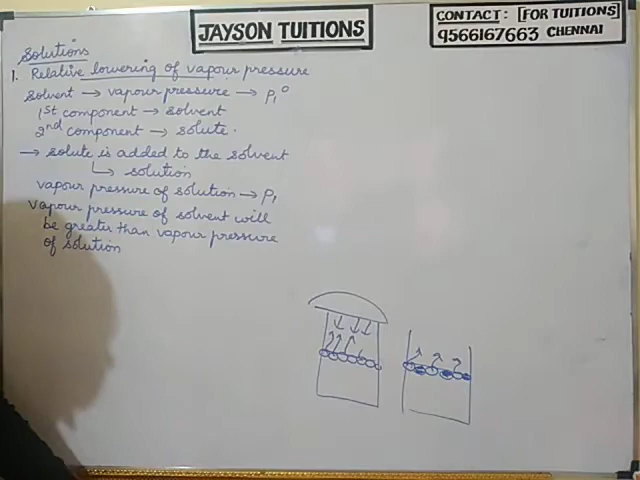 JAYSON TUITIONS
CONTACT: [FOR TUITIONS]
9566167663 CHENNAI
Solutions
1. Relative lowering of vapour pressure
Solvent → vapour pressure → P₁⁰
1st component → solvent
2nd component → solute.
→ solute is added to the solvent
↳ solution
vapour pressure of solution → P₁
vapour pressure of solvent will
be greater than vapour pressure
of solution